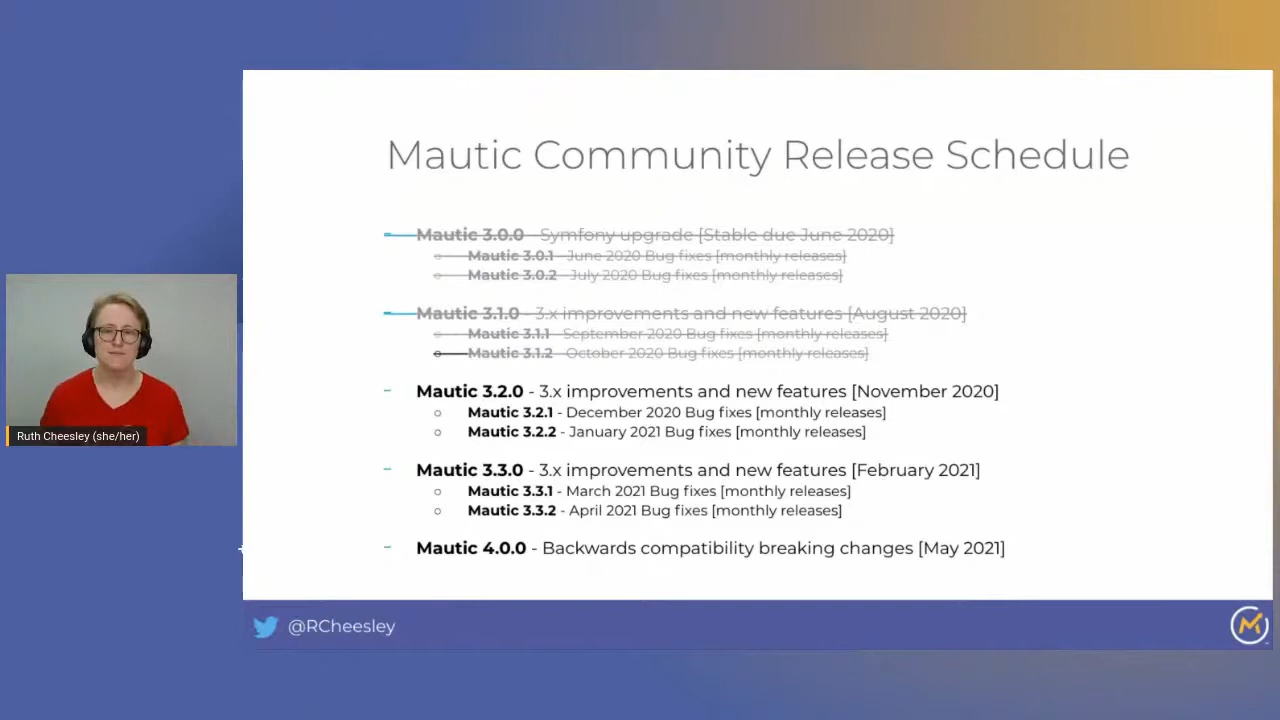 Mautic Community Release Schedule
Mautic 3.0.0 - Symfony upgrade [Stable due June 2020]
Mautic 3.0.1 - June 2020 Bug fixes [monthly releases]
Mautic 3.0.2 - July 2020 Bug fixes [monthly releases]
Mautic 3.1.0 - 3.x improvements and new features [August 2020]
Mautic 3.1.1 - September 2020 Bug fixes [monthly releases]
Mautic 3.1.2 - October 2020 Bug fixes [monthly releases]
Mautic 3.2.0 - 3.x improvements and new features [November 2020]
Mautic 3.2.1 - December 2020 Bug fixes [monthly releases]
Mautic 3.2.2 - January 2021 Bug fixes [monthly releases]
Mautic 3.3.0 - 3.x improvements and new features [February 2021]
Mautic 3.3.1 - March 2021 Bug fixes [monthly releases]
Mautic 3.3.2 - April 2021 Bug fixes [monthly releases]
Mautic 4.0.0 - Backwards compatibility breaking changes [May 2021]
Ruth Cheesley (she/her)
@RCheesley